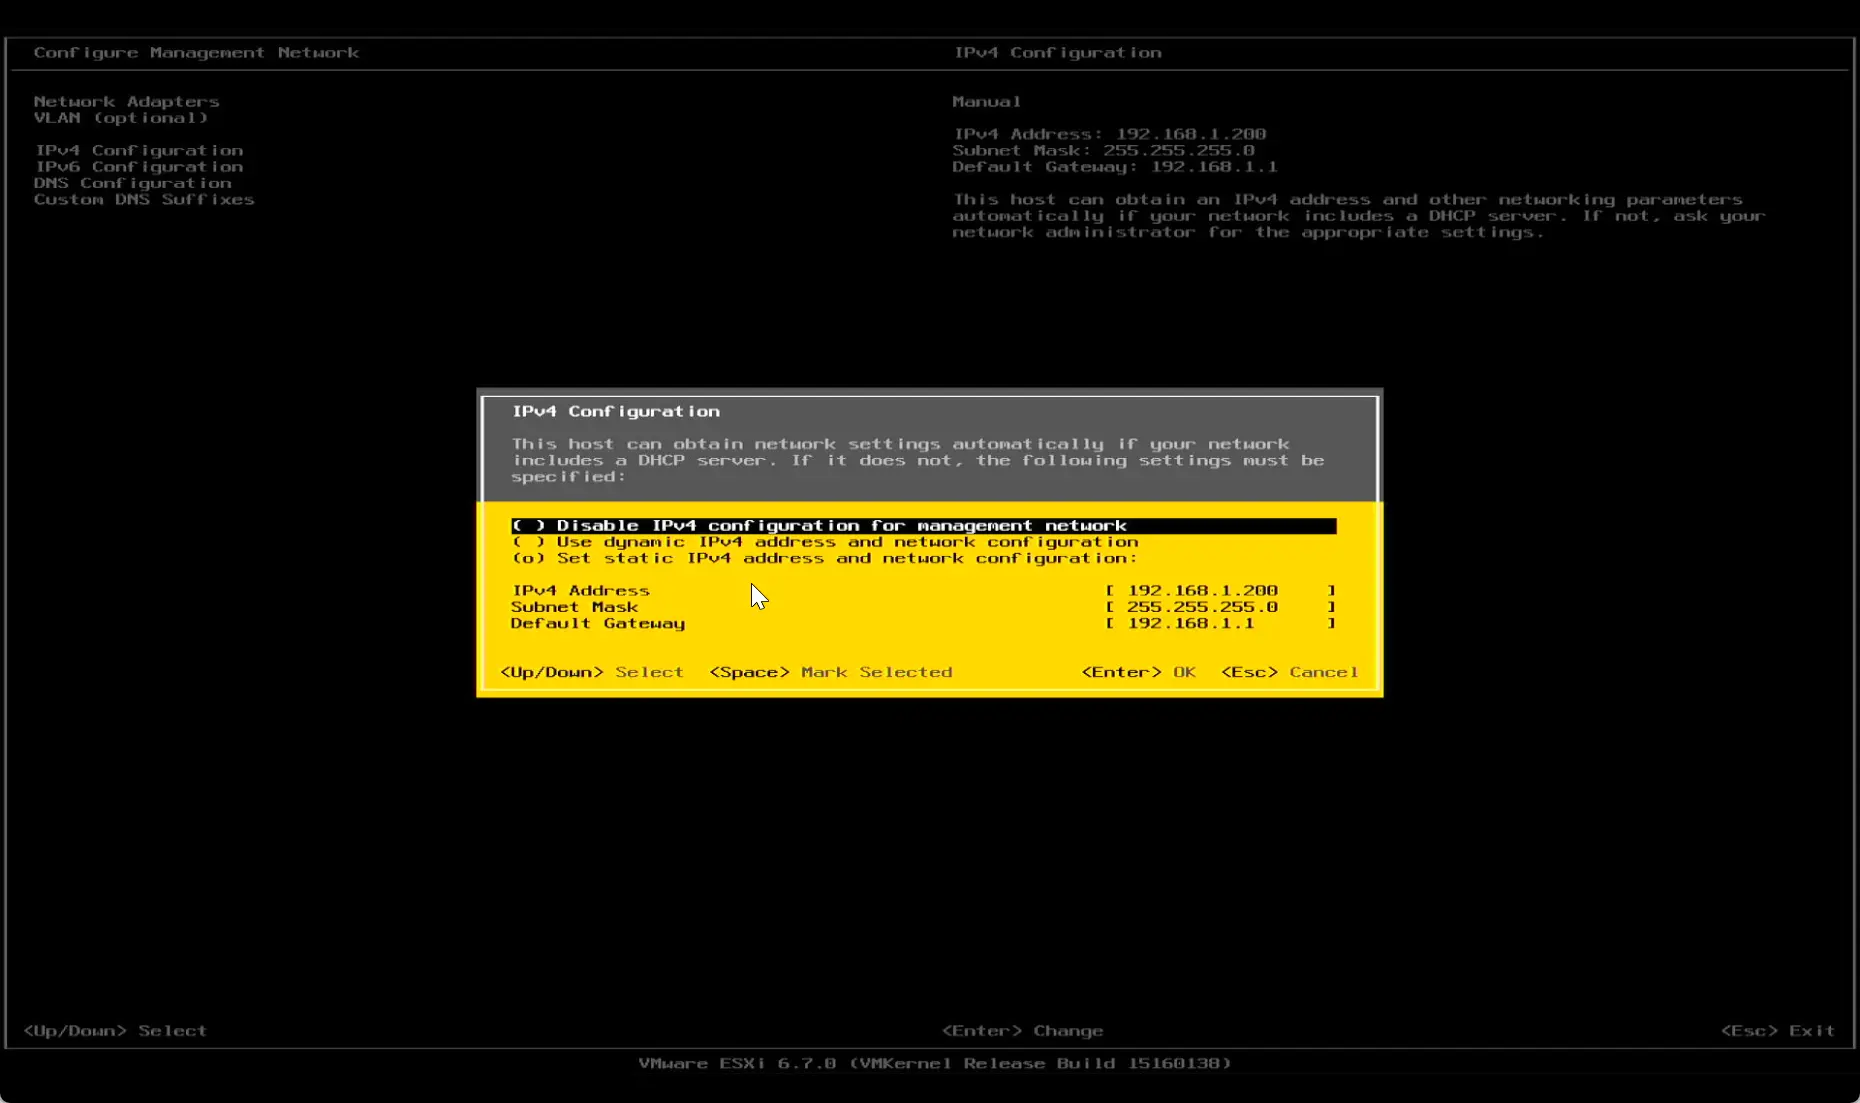 Configure Management Network
IPv4 Configuration
Network Adapters
VLAN (optional)
IPv4 Configuration
IPv6 Configuration
DNS Configuration
Custom DNS Suffixes
Manual
IPv4 Address: 192.168.1.200
Subnet Mask: 255.255.255.0
Default Gateway: 192.168.1.1
This host can obtain an IPv4 address and other networking parameters
automatically if your network includes a DHCP server. If not, ask your
network administrator for the appropriate settings.
IPv4 Configuration
This host can obtain network settings automatically if your network
includes a DHCP server. If it does not, the following settings must be
specified:
( ) Disable IPv4 configuration for management network
( ) Use dynamic IPv4 address and network configuration
(o) Set static IPv4 address and network configuration:
IPv4 Address [ 192.168.1.200 ]
Subnet Mask [ 255.255.255.0 ]
Default Gateway [ 192.168.1.1 ]
<Up/Down> Select <Space> Mark Selected <Enter> OK <Esc> Cancel
<Up/Down> Select <Enter> Change <Esc> Exit
VMware ESXi 6.7.0 (VMKernel Release Build 15160138)